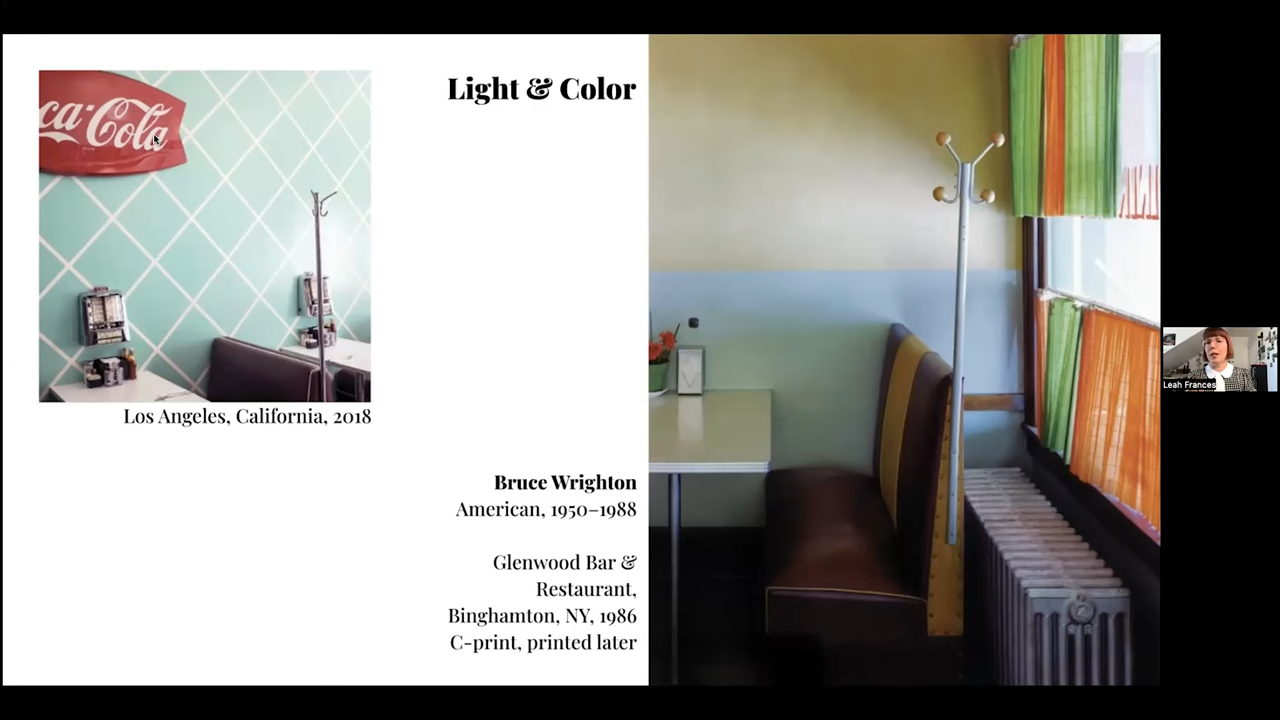 Light & Color
ca-Cola
Los Angeles, California, 2018
Bruce Wrighton
American, 1950–1988
Glenwood Bar &
Restaurant,
Binghamton, NY, 1986
C-print, printed later
Leah Frances